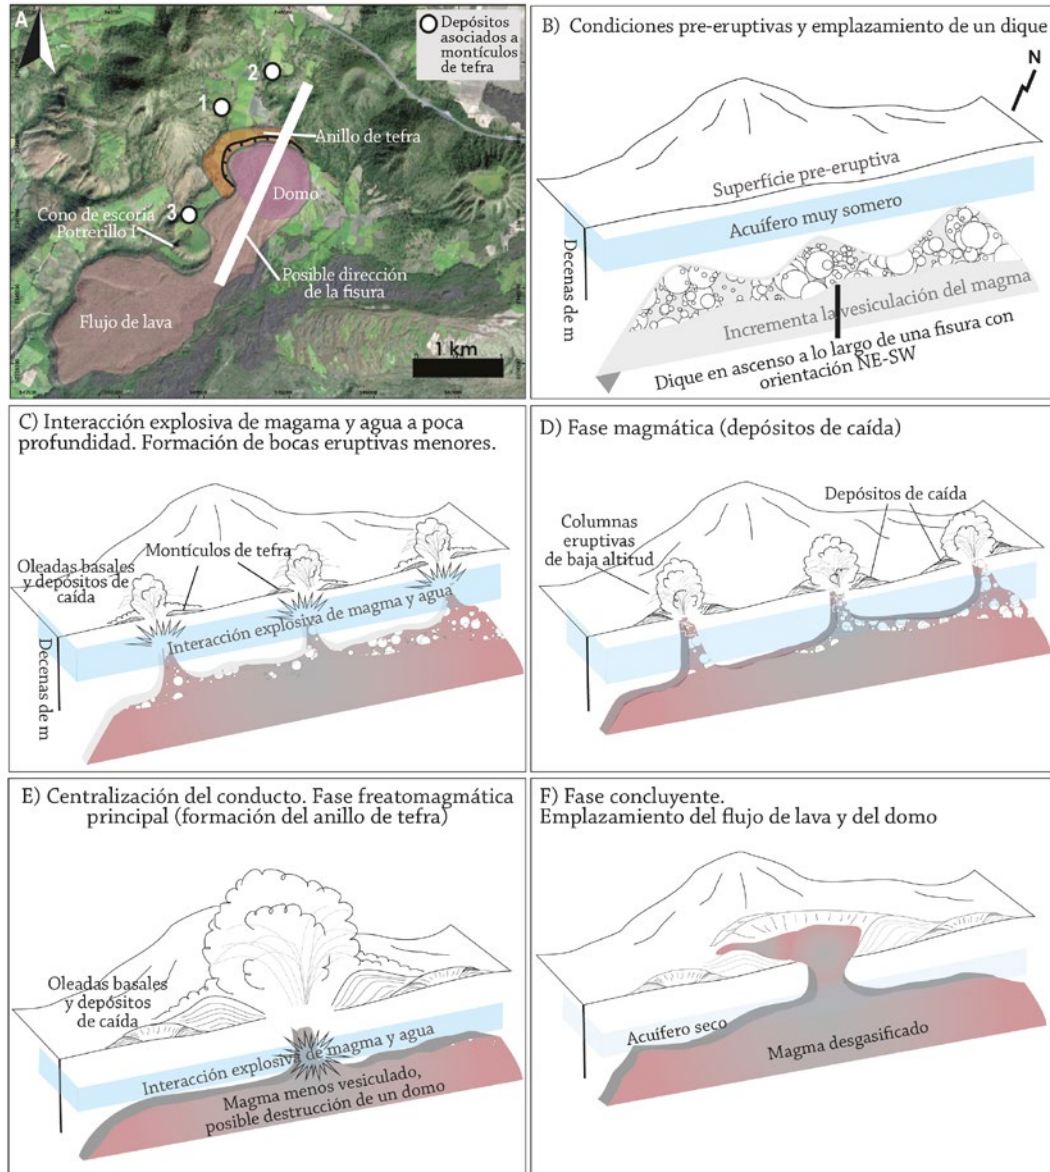 A
Depósitos
asociados a
montículos
de tefra
2
1
Anillo de tefra
Domo
3
Cono de escoria
Potrerillo I
Posible dirección
de la fisura
Flujo de lava
1 km
B) Condiciones pre-eruptivas y emplazamiento de un dique
N
Superfície pre-eruptiva
Acuífero muy somero
Decenas de m
Incrementa la vesiculación del magma
Dique en ascenso a lo largo de una fisura con
orientación NE-SW
C) Interacción explosiva de magama y agua a poca
profundidad. Formación de bocas eruptivas menores.
Montículos de tefra
Oleadas basales
y depósitos de
caída
Interacción explosiva de magma y agua
Decenas de m
D) Fase magmática (depósitos de caída)
Depósitos de caída
Columnas
eruptivas
de baja altitud
E) Centralización del conducto. Fase freatomagmática
principal (formación del anillo de tefra)
Oleadas basales
y depósitos
de caída
Interacción explosiva de magma y agua
Magma menos vesiculado,
posible destrucción de un domo
F) Fase concluyente.
Emplazamiento del flujo de lava y del domo
Acuífero seco
Magma desgasificado